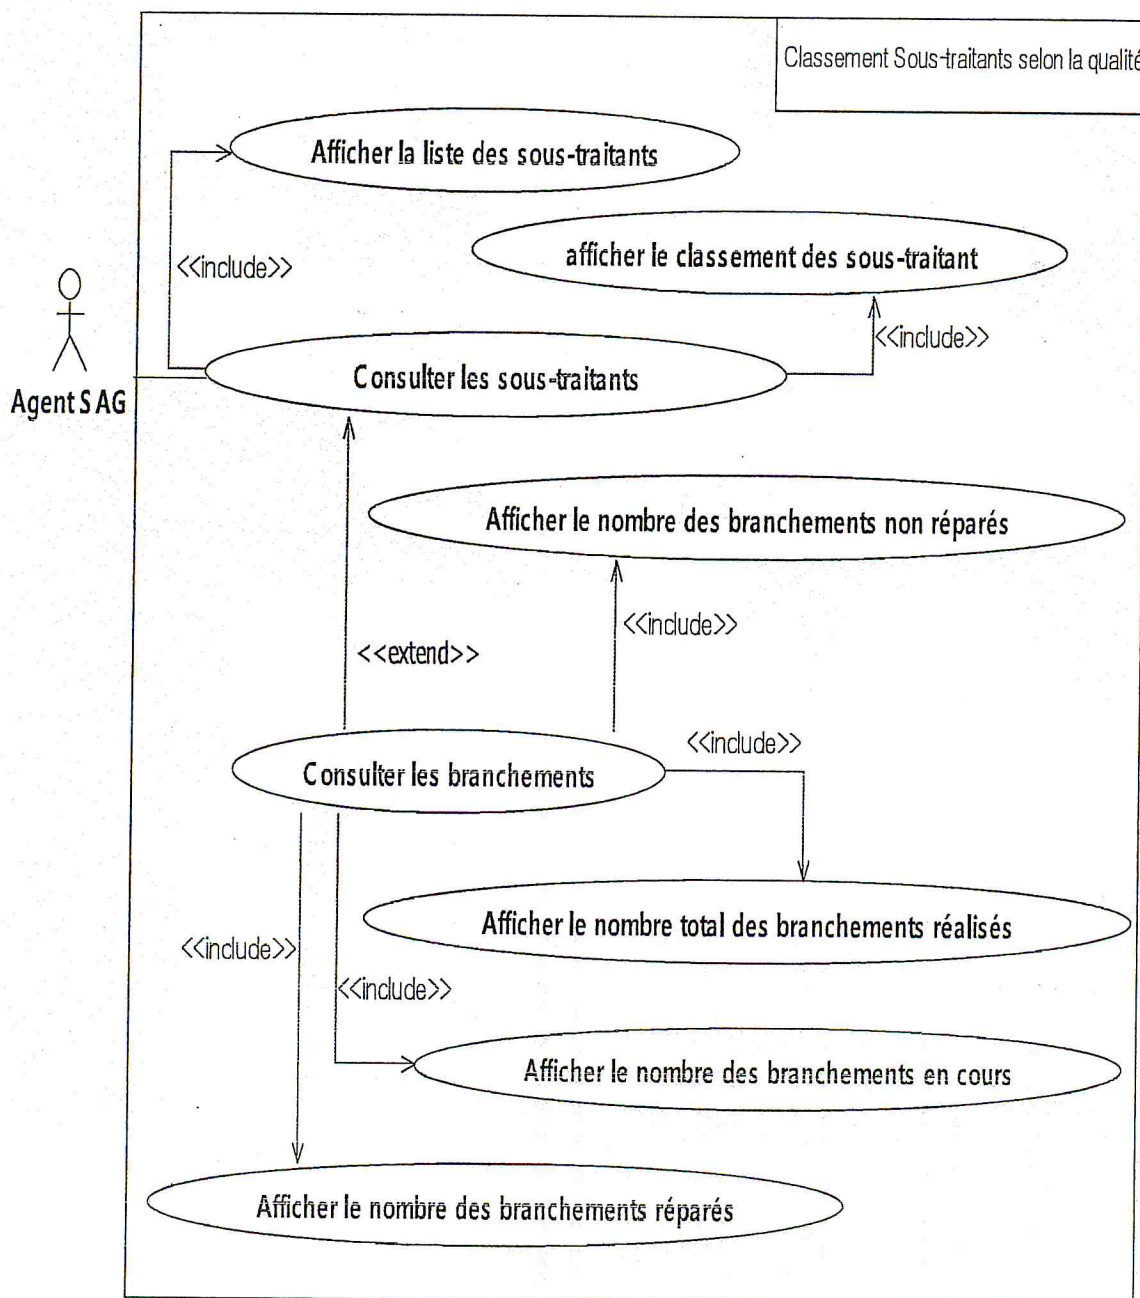 Classement Sous-traitants selon la qualité
Afficher la liste des sous-traitants
afficher le classement des sous-traitant
<<include>>
<<include>>
Consulter les sous-traitants
Agent SAG
Afficher le nombre des branchements non réparés
<<include>>
<<extend>>
<<include>>
Consulter les branchements
Afficher le nombre total des branchements réalisés
<<include>>
<<include>>
Afficher le nombre des branchements en cours
Afficher le nombre des branchements réparés